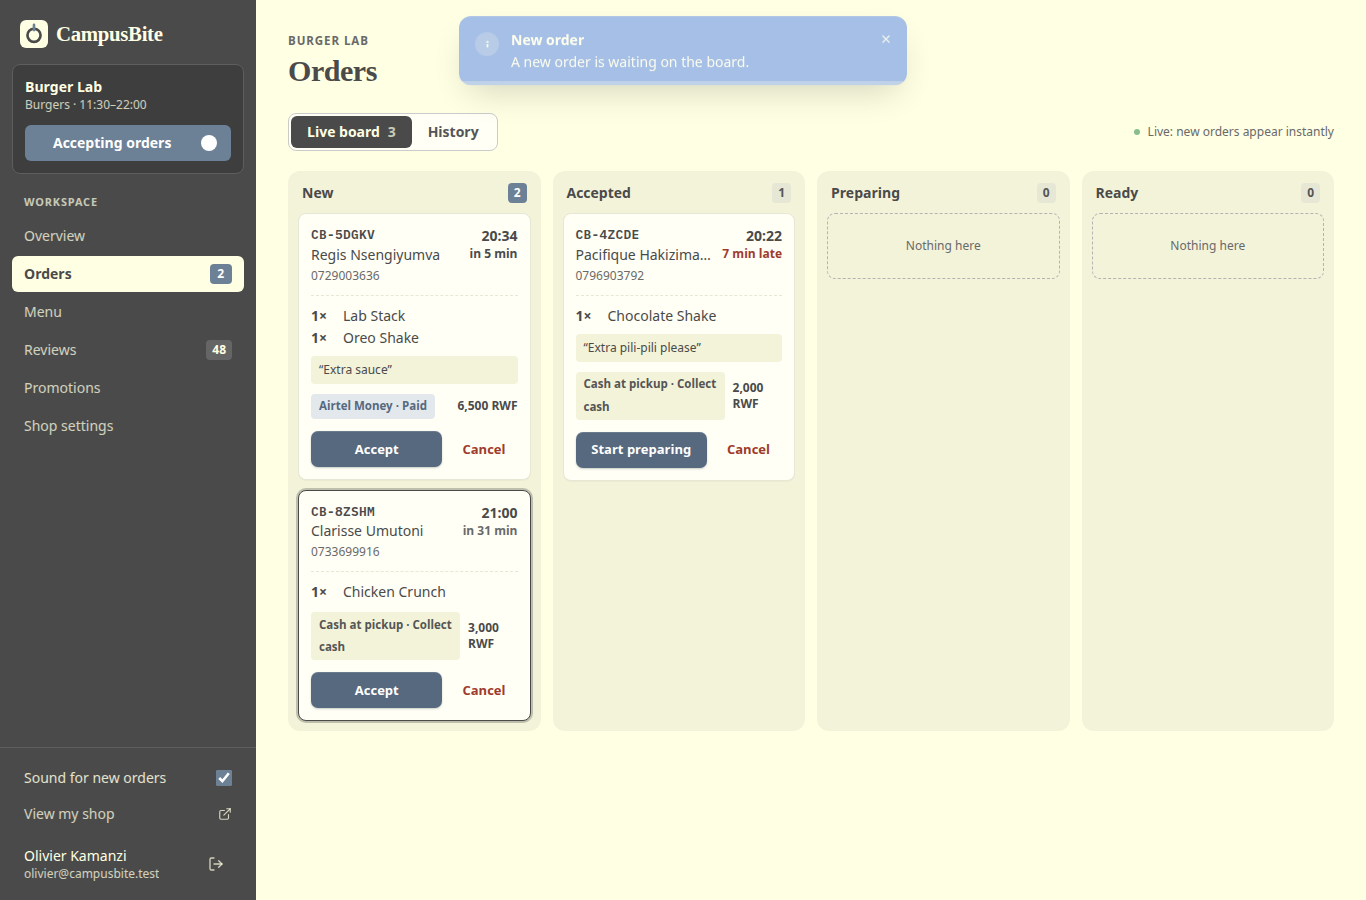 CampusBite
Burger Lab
Burgers · 11:30–22:00
Accepting orders
WORKSPACE
Overview
Orders 2
Menu
Reviews 48
Promotions
Shop settings
Sound for new orders
View my shop
Olivier Kamanzi
olivier@campusbite.test
BURGER LAB
Orders
New order
A new order is waiting on the board.
Live board 3
History
Live: new orders appear instantly
New 2
CB-5DGKV 20:34
Regis Nsengiyumva in 5 min
0729003636
1× Lab Stack
1× Oreo Shake
“Extra sauce”
Airtel Money · Paid 6,500 RWF
Accept Cancel
CB-8ZSHM 21:00
Clarisse Umutoni in 31 min
0733699916
1× Chicken Crunch
Cash at pickup · Collect
cash
3,000
RWF
Accept Cancel
Accepted 1
CB-4ZCDE 20:22
Pacifique Hakizima... 7 min late
0796903792
1× Chocolate Shake
“Extra pili-pili please”
Cash at pickup · Collect
cash
2,000
RWF
Start preparing Cancel
Preparing 0
Nothing here
Ready 0
Nothing here